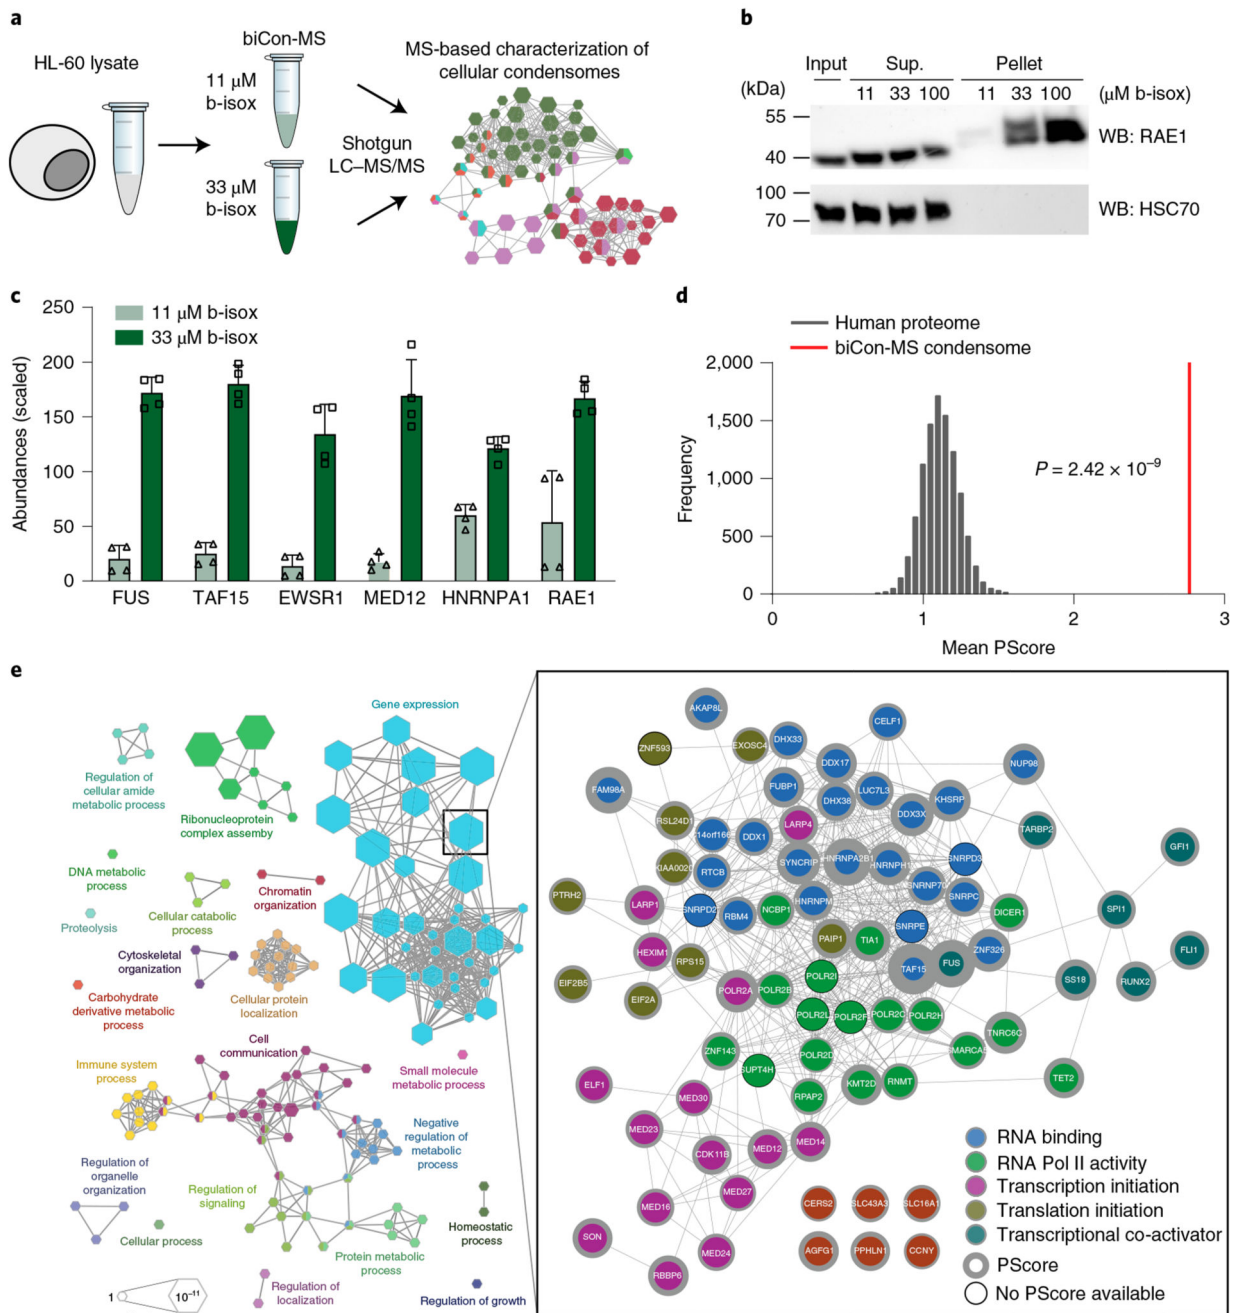 a
HL-60 lysate
biCon-MS
11 μM
b-isox
33 μM
b-isox
Shotgun
LC–MS/MS
MS-based characterization of
cellular condensomes
b
Input Sup. Pellet
(kDa) 11 33 100 11 33 100 (μM b-isox)
55
40
WB: RAE1
100
70
WB: HSC70
c
11 μM b-isox
33 μM b-isox
Abundances (scaled)
250
200
150
100
50
0
FUS TAF15 EWSR1 MED12 HNRNPA1 RAE1
d
Human proteome
biCon-MS condensome
Frequency
2,000
1,500
1,000
500
0
P = 2.42 × 10⁻⁹
0 1 2 3
Mean PScore
e
Gene expression
Regulation of
cellular amide
metabolic process
Ribonucleoprotein
complex assemby
DNA metabolic
process
Cellular catabolic
process
Chromatin
organization
Proteolysis
Cytoskeletal
organization
Cellular protein
localization
Carbohydrate
derivative metabolic
process
Cell
communication
Small molecule
metabolic process
Immune system
process
Negative
regulation of
metabolic
process
Regulation of
organelle
organization
Regulation of
signaling
Homeostatic
process
Cellular process
Protein metabolic
process
Regulation of
localization
Regulation of growth
1 10⁻¹¹
AKAP8L
CELF1
ZNF593
EXOSC4
DHX33
DDX17
NUP98
FAM98A
FUBP1
DHX38
LUC7L3
KHSRP
RSL24D1
C14orf166
DDX1
LARP4
DDX3X
TARBP2
GFI1
KIAA0020
RTCB
SYNCRIP
HNRNPA2B1
HNRNPH1
SNRPD3
PTRH2
LARP1
SNRPD2
RBM4
NCBP1
HNRNPM
SNRNP70
SNRPC
DICER1
SPI1
HEXIM1
RPS15
PAIP1
TIA1
SNRPE
ZNF326
FLI1
EIF2B5
EIF2A
POLR2A
POLR2B
POLR2I
TAF15
FUS
SS18
RUNX2
POLR2L
POLR2F
POLR2C
POLR2H
TNRC6C
ZNF143
POLR2D
SMARCA5
SUPT4H1
ELF1
MED30
RPAP2
KMT2D
RNMT
TET2
MED23
CDK11B
MED12
MED14
MED16
MED27
SON
MED24
RBBP6
CERS2
SLC43A3
SLC16A1
AGFG1
PPHLN1
CCNY
RNA binding
RNA Pol II activity
Transcription initiation
Translation initiation
Transcriptional co-activator
PScore
No PScore available